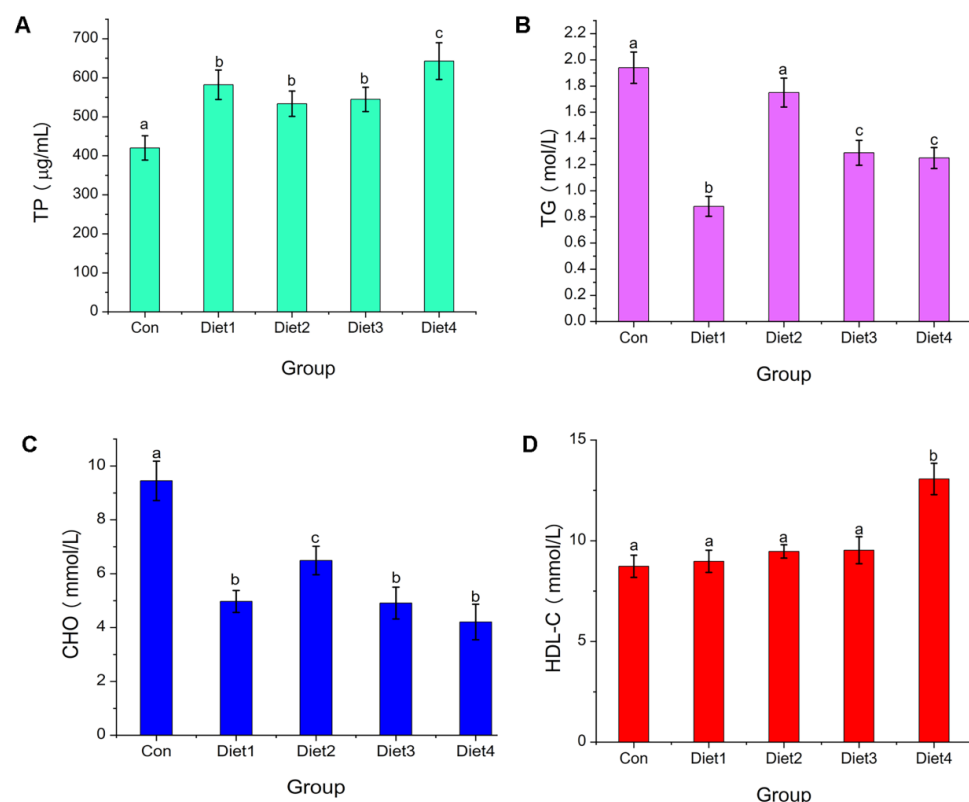 A
TP ( μg/mL)
700
600
500
400
300
200
100
0
a
b
b
b
c
Con Diet1 Diet2 Diet3 Diet4
Group
B
TG ( mol/L)
2.2
2.0
1.8
1.6
1.4
1.2
1.0
0.8
0.6
0.4
0.2
0.0
a
b
a
c
c
Con Diet1 Diet2 Diet3 Diet4
Group
C
CHO ( mmol/L)
10
8
6
4
2
0
a
b
c
b
b
Con Diet1 Diet2 Diet3 Diet4
Group
D
HDL-C ( mmol/L)
15
10
5
0
a
a
a
a
b
Con Diet1 Diet2 Diet3 Diet4
Group